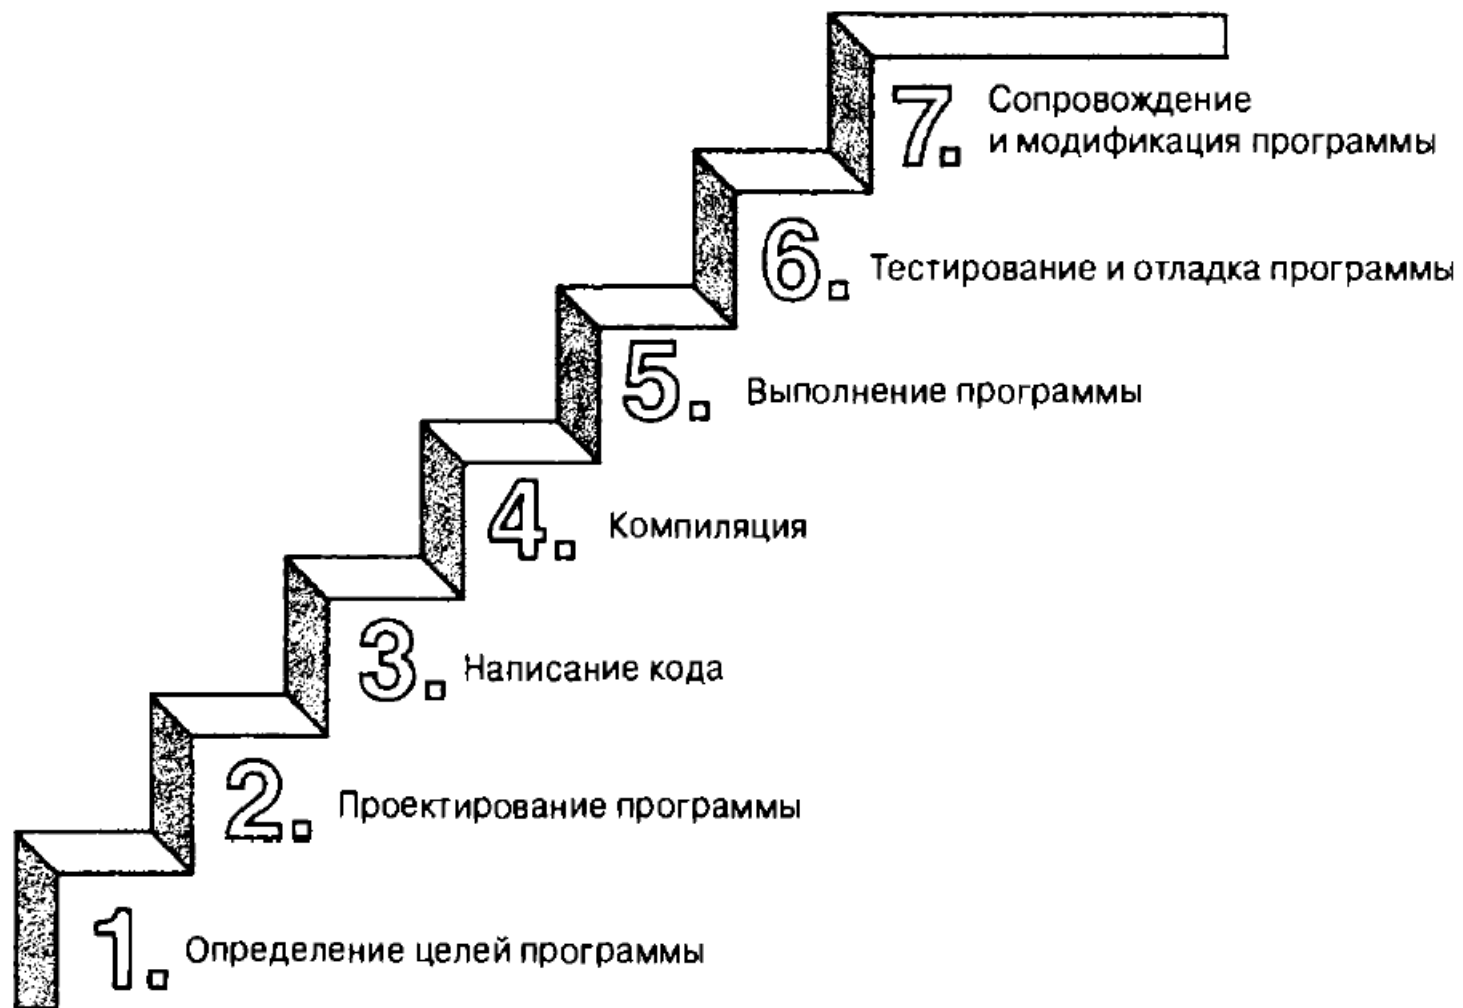 7. Сопровождение
и модификация программы
6. Тестирование и отладка программы
5. Выполнение программы
4. Компиляция
3. Написание кода
2. Проектирование программы
1. Определение целей программы